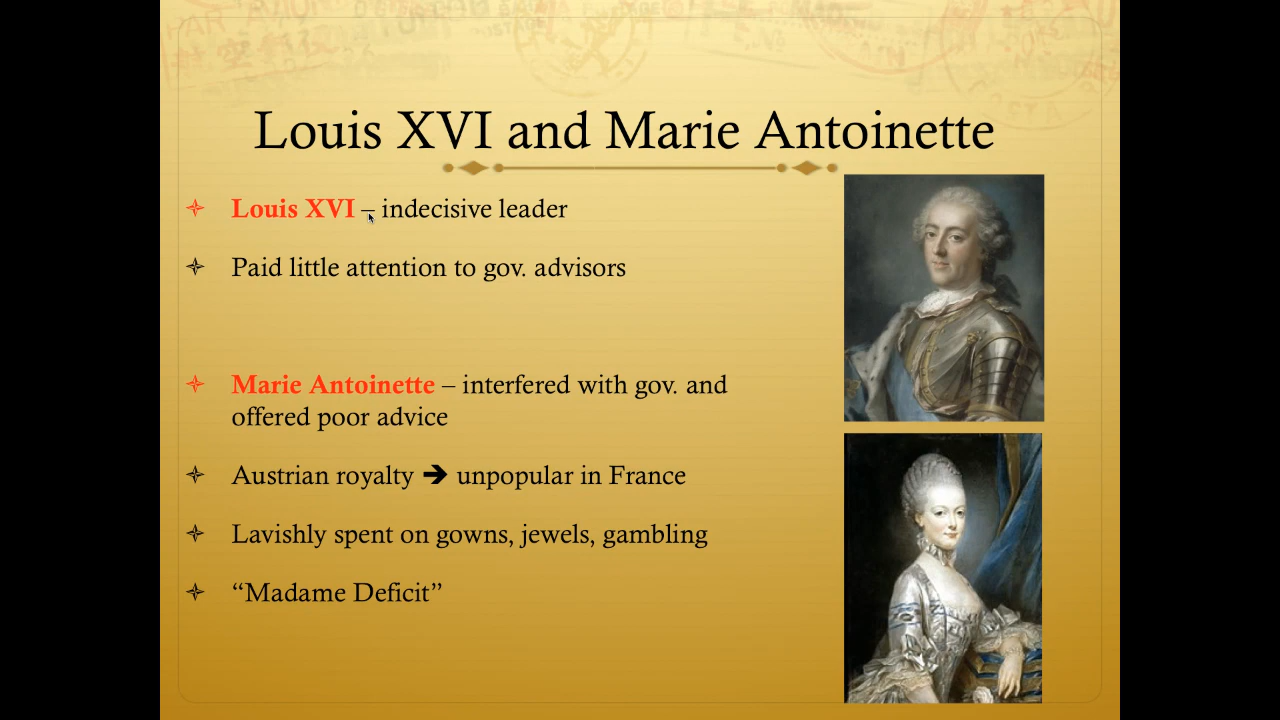 Louis XVI and Marie Antoinette
Louis XVI – indecisive leader
Paid little attention to gov. advisors
Marie Antoinette – interfered with gov. and
offered poor advice
Austrian royalty ➔ unpopular in France
Lavishly spent on gowns, jewels, gambling
“Madame Deficit”